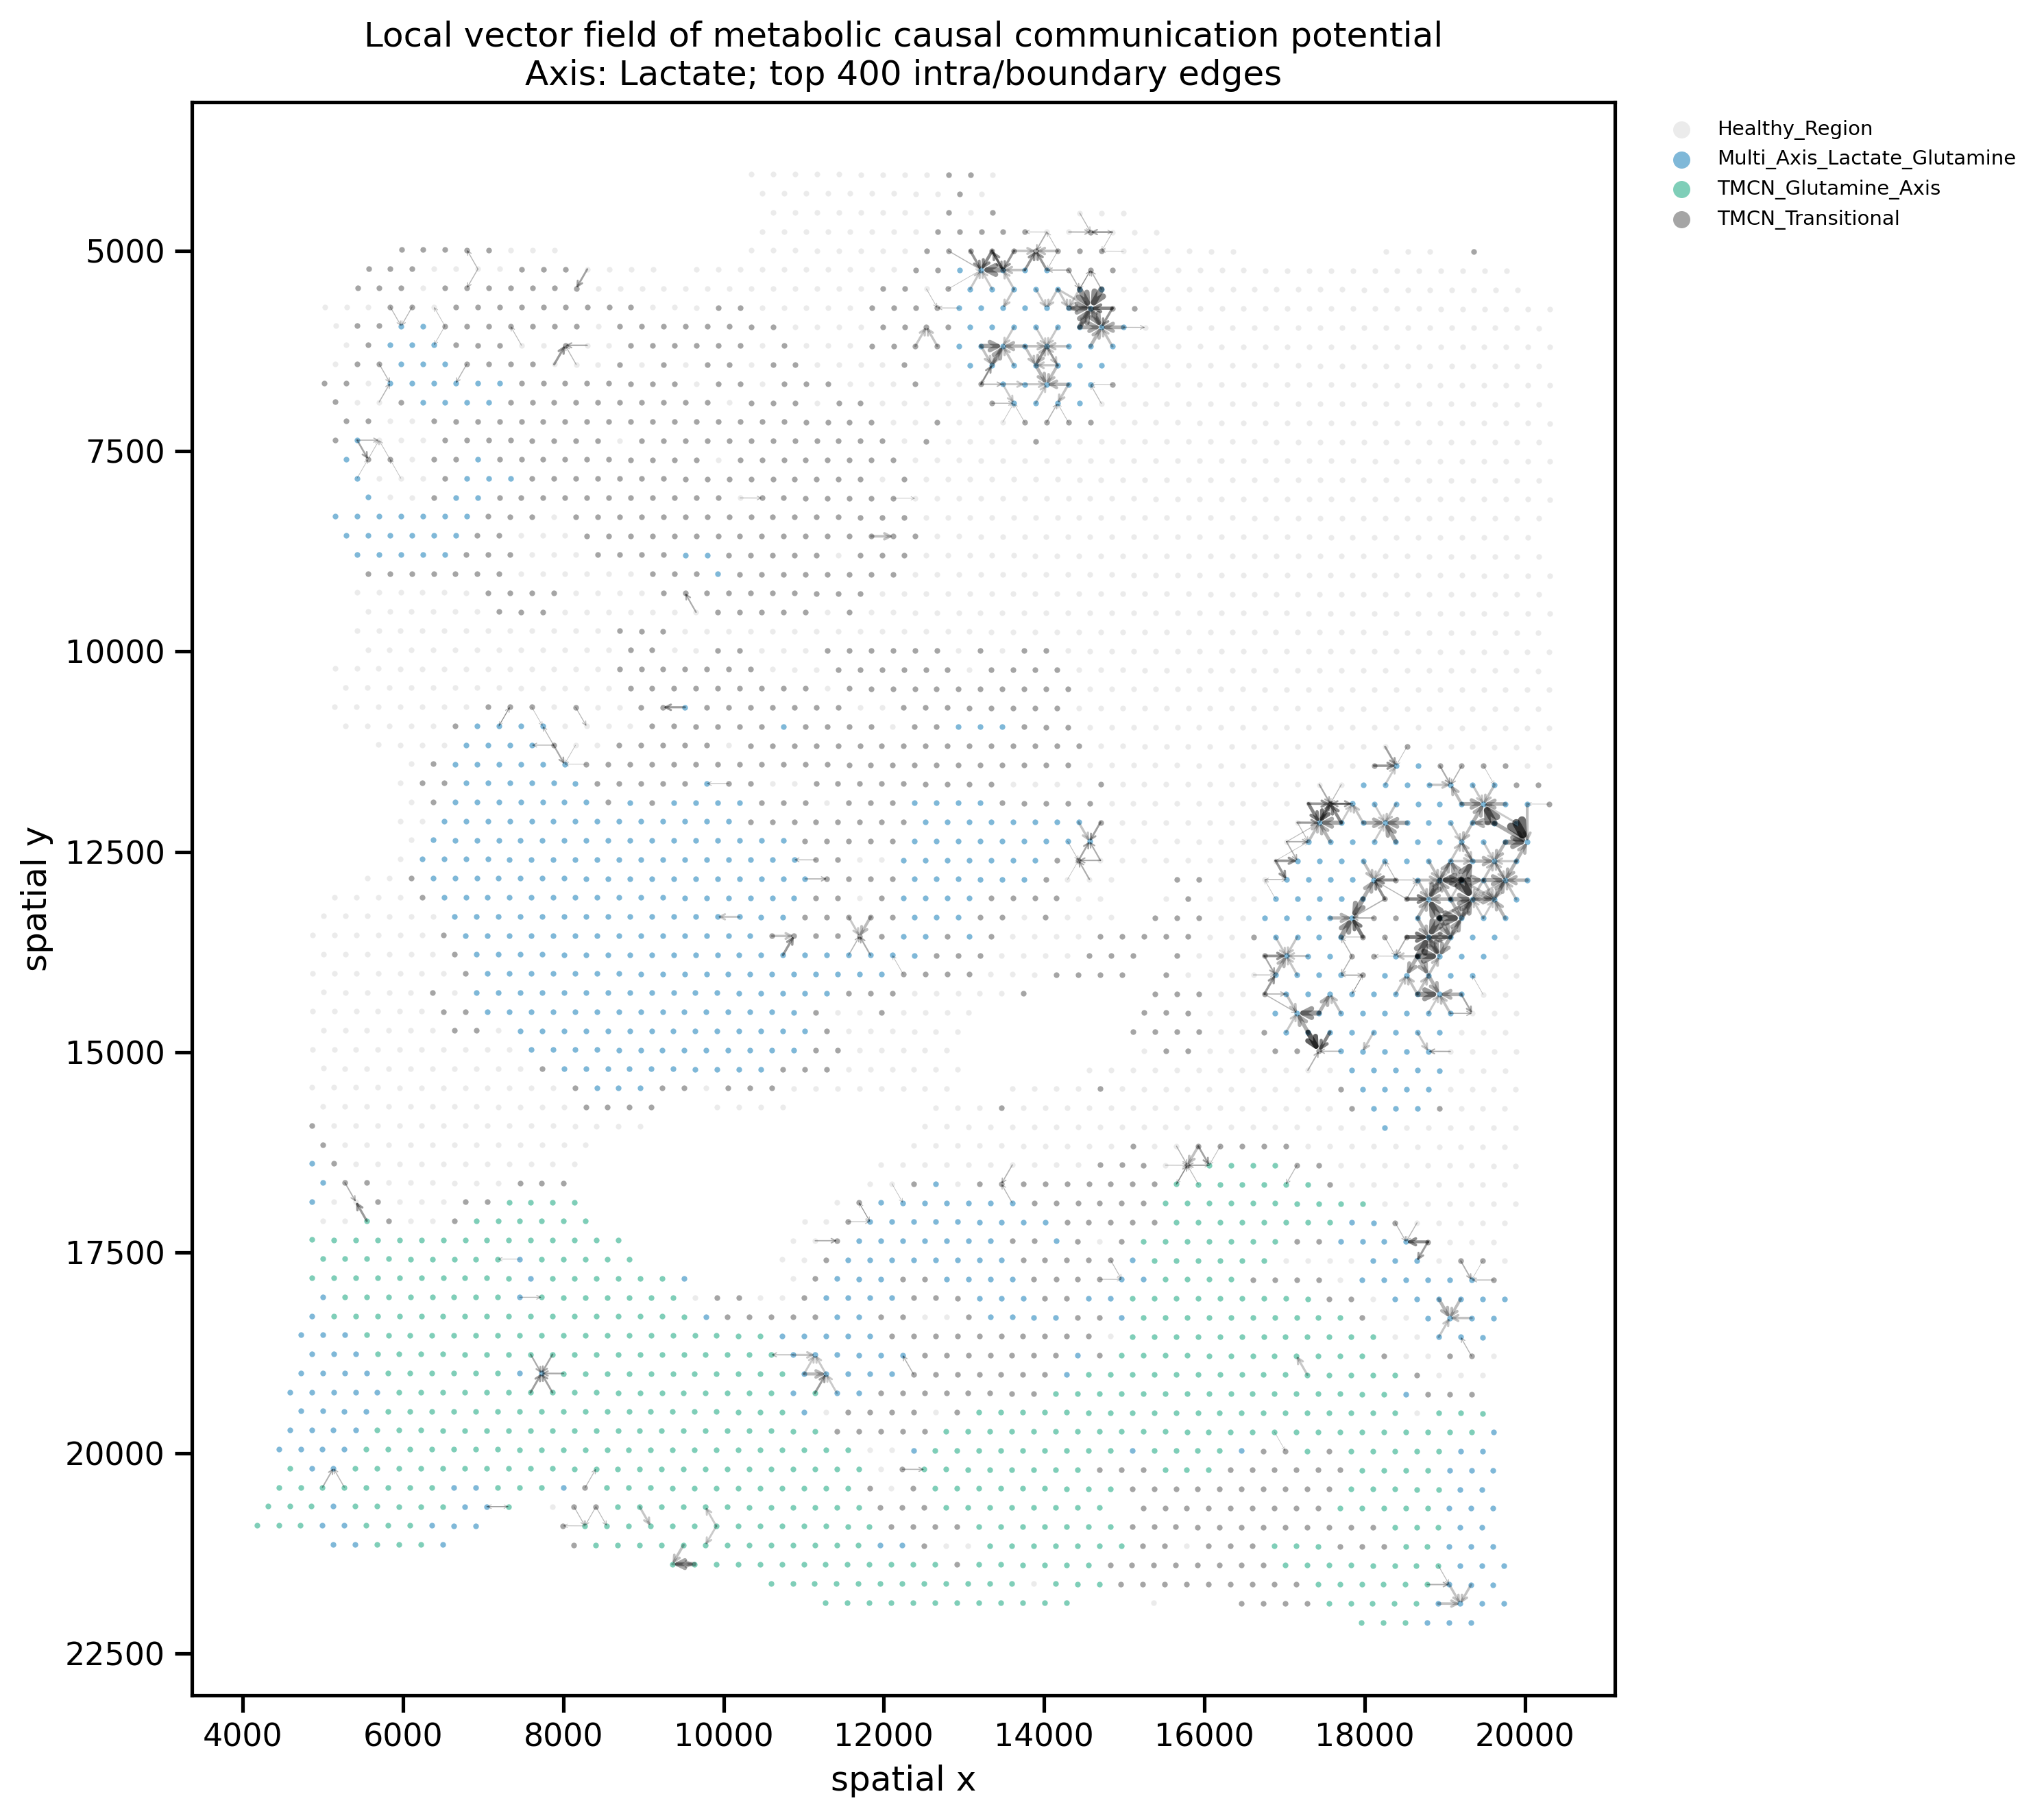 Local vector field of metabolic causal communication potential
Axis: Lactate; top 400 intra/boundary edges
Healthy_Region
Multi_Axis_Lactate_Glutamine
TMCN_Glutamine_Axis
TMCN_Transitional
5000
7500
10000
12500
15000
17500
20000
22500
spatial y
4000 6000 8000 10000 12000 14000 16000 18000 20000
spatial x